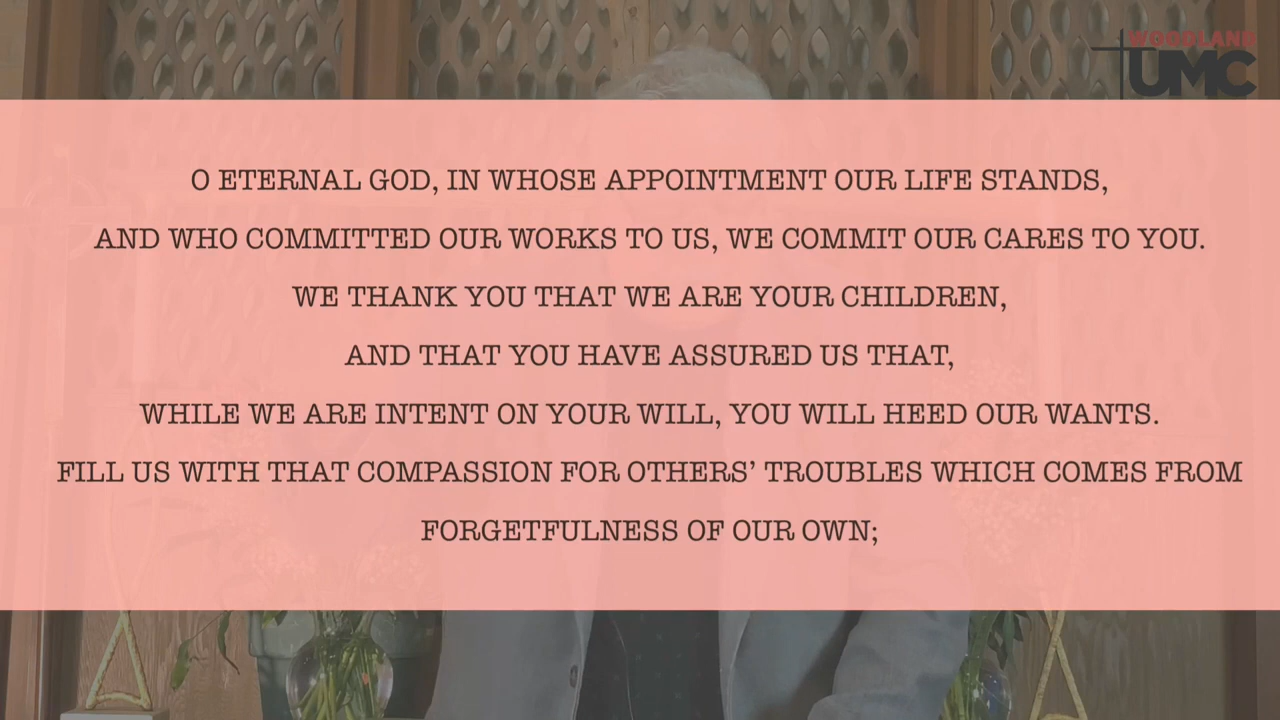 WOODLAND
UMC
O ETERNAL GOD, IN WHOSE APPOINTMENT OUR LIFE STANDS,
AND WHO COMMITTED OUR WORKS TO US, WE COMMIT OUR CARES TO YOU.
WE THANK YOU THAT WE ARE YOUR CHILDREN,
AND THAT YOU HAVE ASSURED US THAT,
WHILE WE ARE INTENT ON YOUR WILL, YOU WILL HEED OUR WANTS.
FILL US WITH THAT COMPASSION FOR OTHERS’ TROUBLES WHICH COMES FROM
FORGETFULNESS OF OUR OWN;